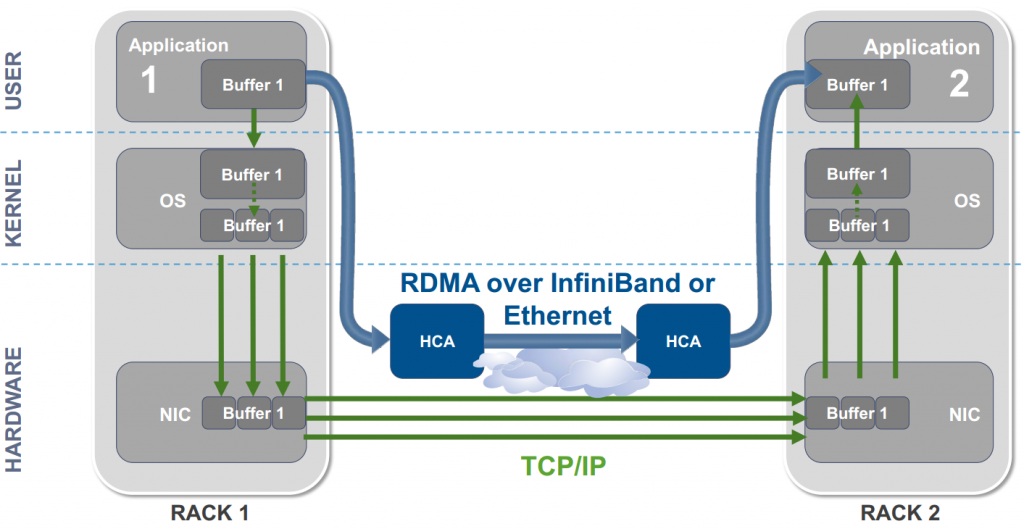 USER
KERNEL
HARDWARE
Application
1
Buffer 1
Buffer 1
OS
Buffer 1
NIC
Buffer 1
RACK 1
RDMA over InfiniBand or
Ethernet
HCA
HCA
TCP/IP
Application
2
Buffer 1
Buffer 1
OS
Buffer 1
Buffer 1
NIC
RACK 2